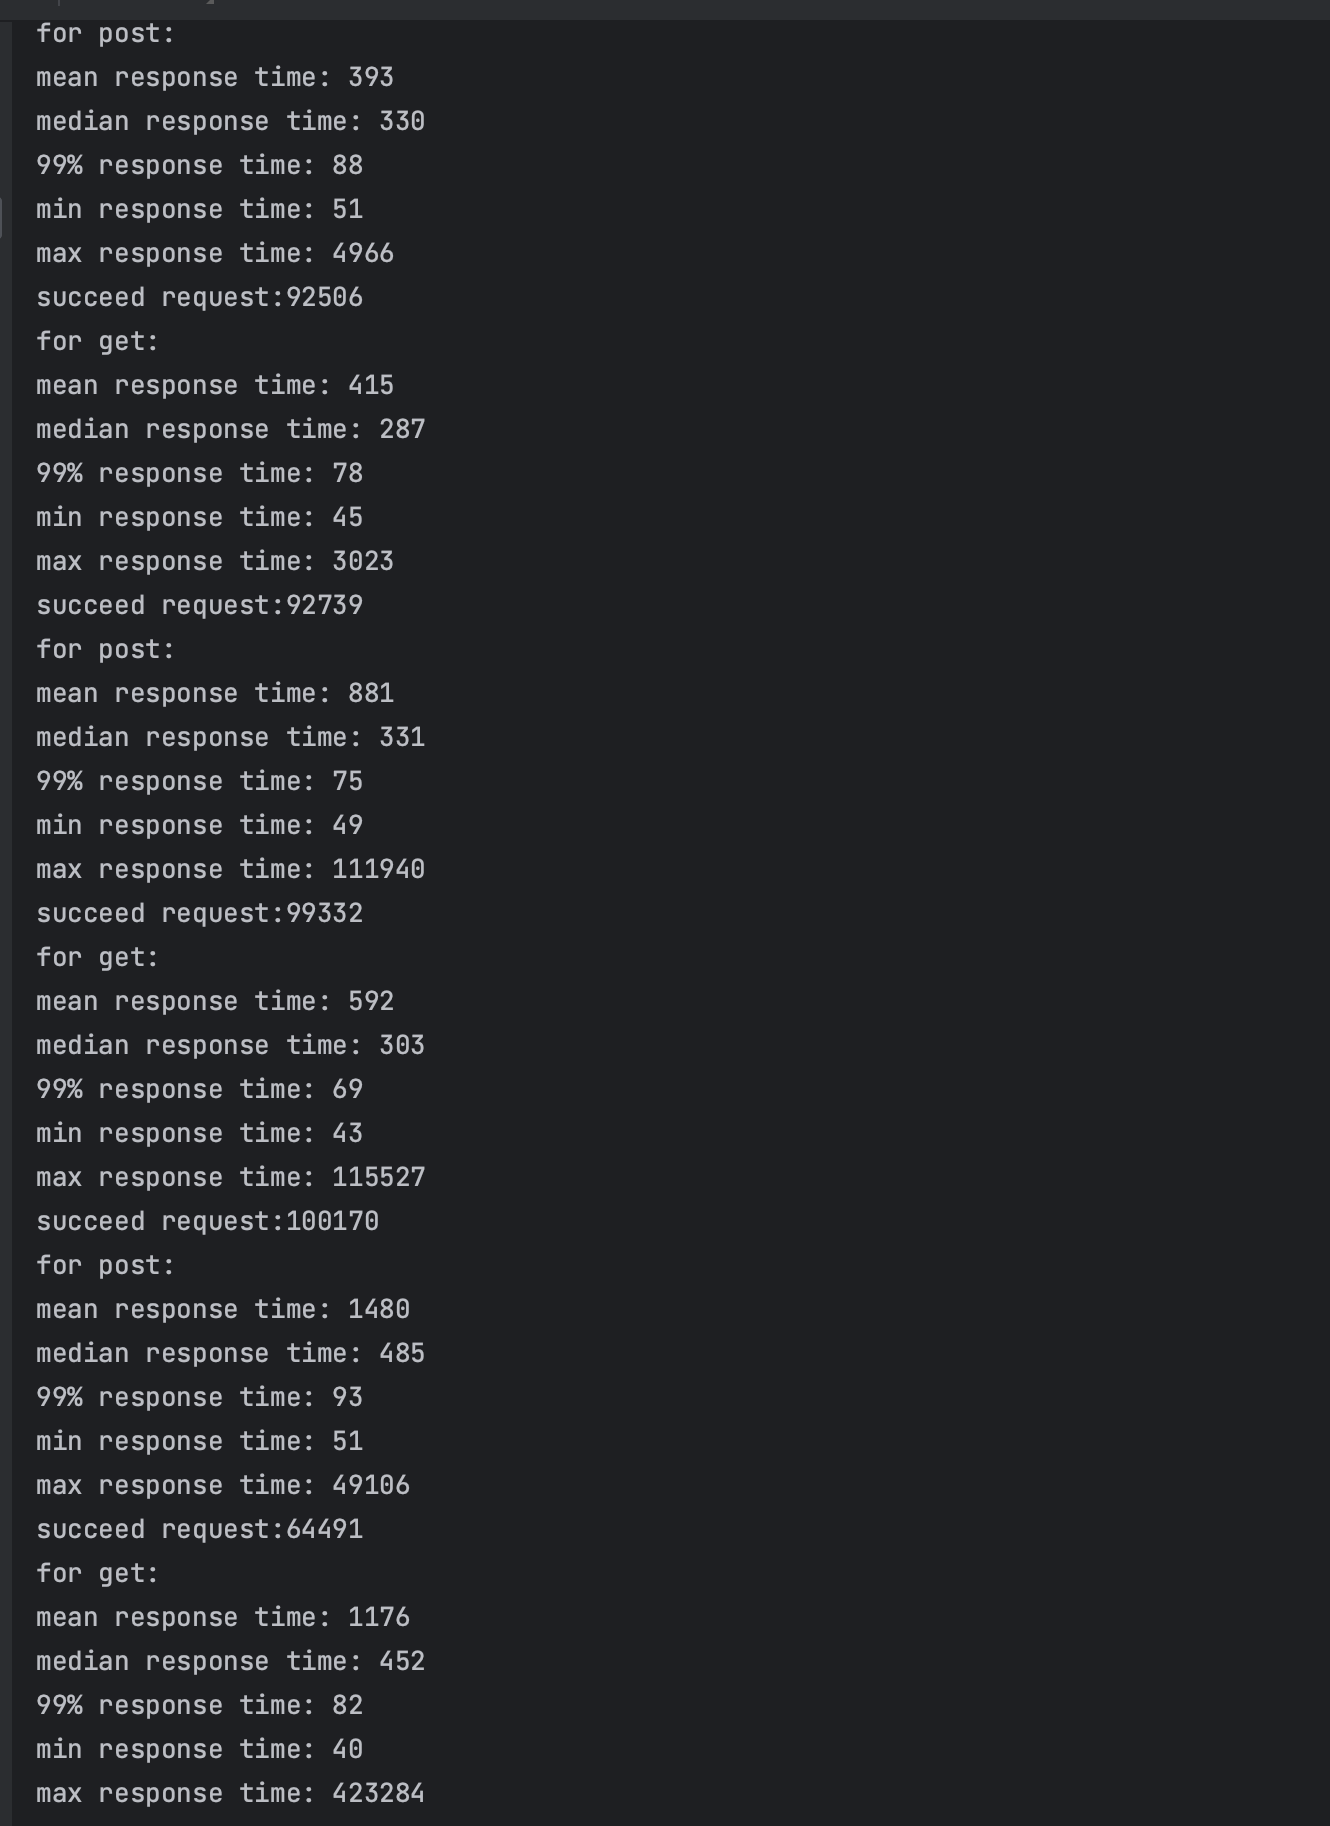 for post:
mean response time: 393
median response time: 330
99% response time: 88
min response time: 51
max response time: 4966
succeed request:92506
for get:
mean response time: 415
median response time: 287
99% response time: 78
min response time: 45
max response time: 3023
succeed request:92739
for post:
mean response time: 881
median response time: 331
99% response time: 75
min response time: 49
max response time: 111940
succeed request:99332
for get:
mean response time: 592
median response time: 303
99% response time: 69
min response time: 43
max response time: 115527
succeed request:100170
for post:
mean response time: 1480
median response time: 485
99% response time: 93
min response time: 51
max response time: 49106
succeed request:64491
for get:
mean response time: 1176
median response time: 452
99% response time: 82
min response time: 40
max response time: 423284